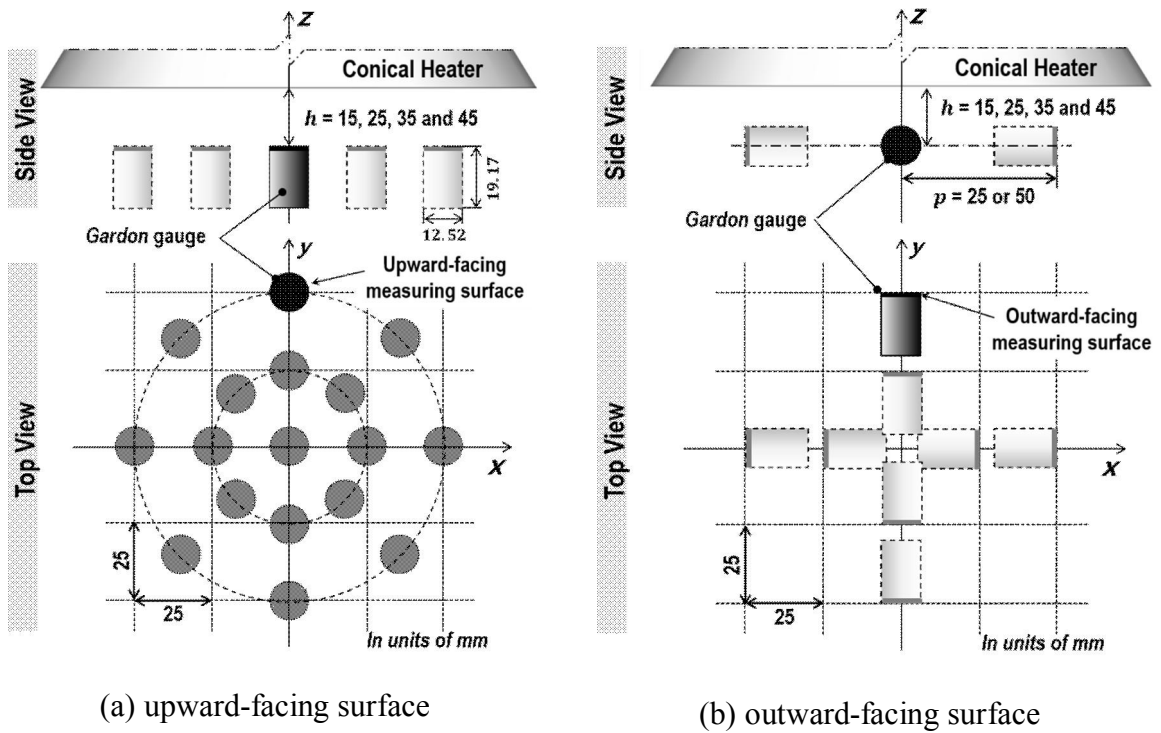 Side View
z
Conical Heater
h = 15, 25, 35 and 45
19.17
12.52
Gardon gauge
Top View
y
Upward-facing
measuring surface
x
25
25
In units of mm
(a) upward-facing surface
Side View
z
Conical Heater
h = 15, 25, 35 and 45
p = 25 or 50
Gardon gauge
Top View
y
Outward-facing
measuring surface
x
25
25
In units of mm
(b) outward-facing surface